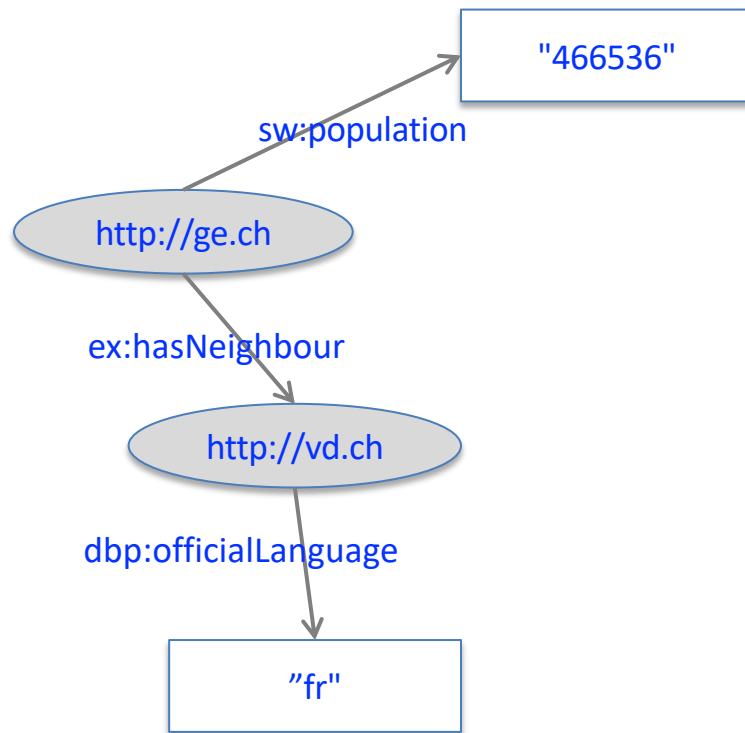 "466536"
sw:population
http://ge.ch
ex:hasNeighbour
http://vd.ch
dbp:officialLanguage
”fr"